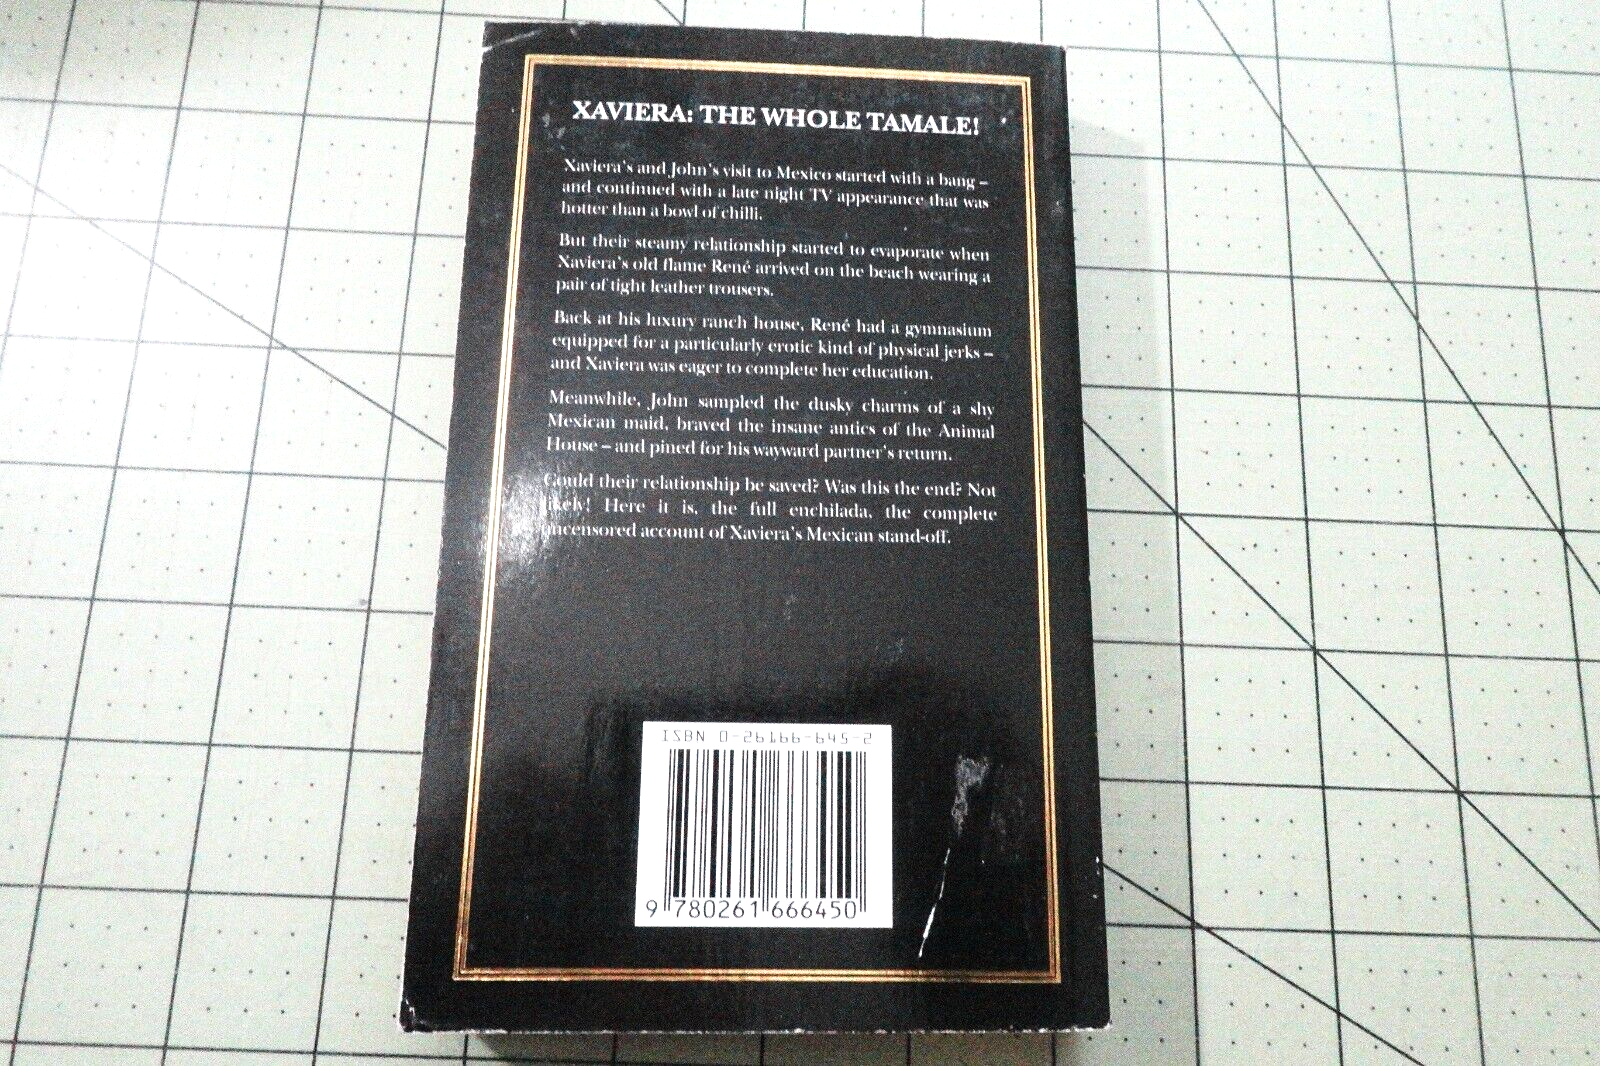 XAVIERA: THE WHOLE TAMALE!
Xaviera's and John's visit to Mexico started with a bang –
and continued with a late night TV appearance that was
hotter than a bowl of chilli.
But their steamy relationship started to evaporate when
Xaviera's old flame René arrived on the beach wearing a
pair of tight leather trousers.
Back at his luxury ranch house, René had a gymnasium
equipped for a particularly erotic kind of physical jerks –
and Xaviera was eager to complete her education.
Meanwhile, John sampled the dusky charms of a shy
Mexican maid, braved the insane antics of the Animal
House – and pined for his wayward partner's return.
Could their relationship be saved? Was this the end? Not
likely! Here it is, the full enchilada, the complete
uncensored account of Xaviera's Mexican stand-off.
ISBN 0-26166-645-2
9 780261 666450